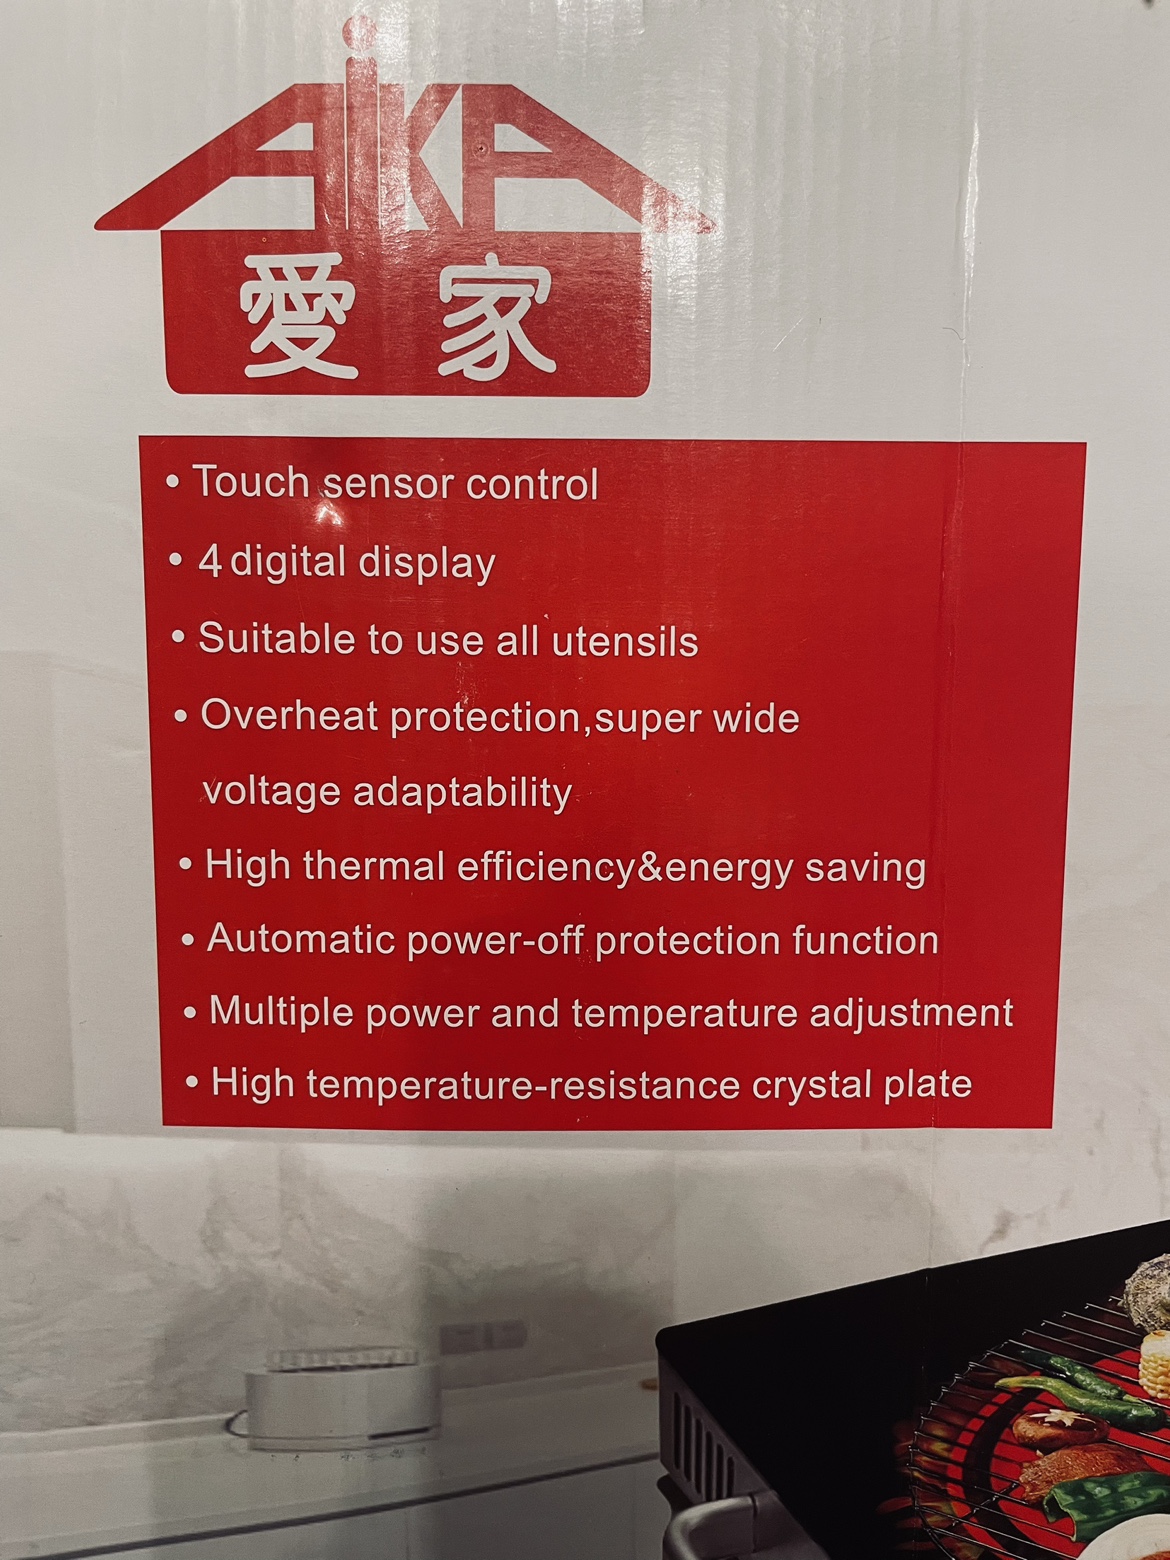 AiKA
愛家
• Touch sensor control
• 4 digital display
• Suitable to use all utensils
• Overheat protection,super wide
voltage adaptability
• High thermal efficiency&energy saving
• Automatic power-off protection function
• Multiple power and temperature adjustment
• High temperature-resistance crystal plate